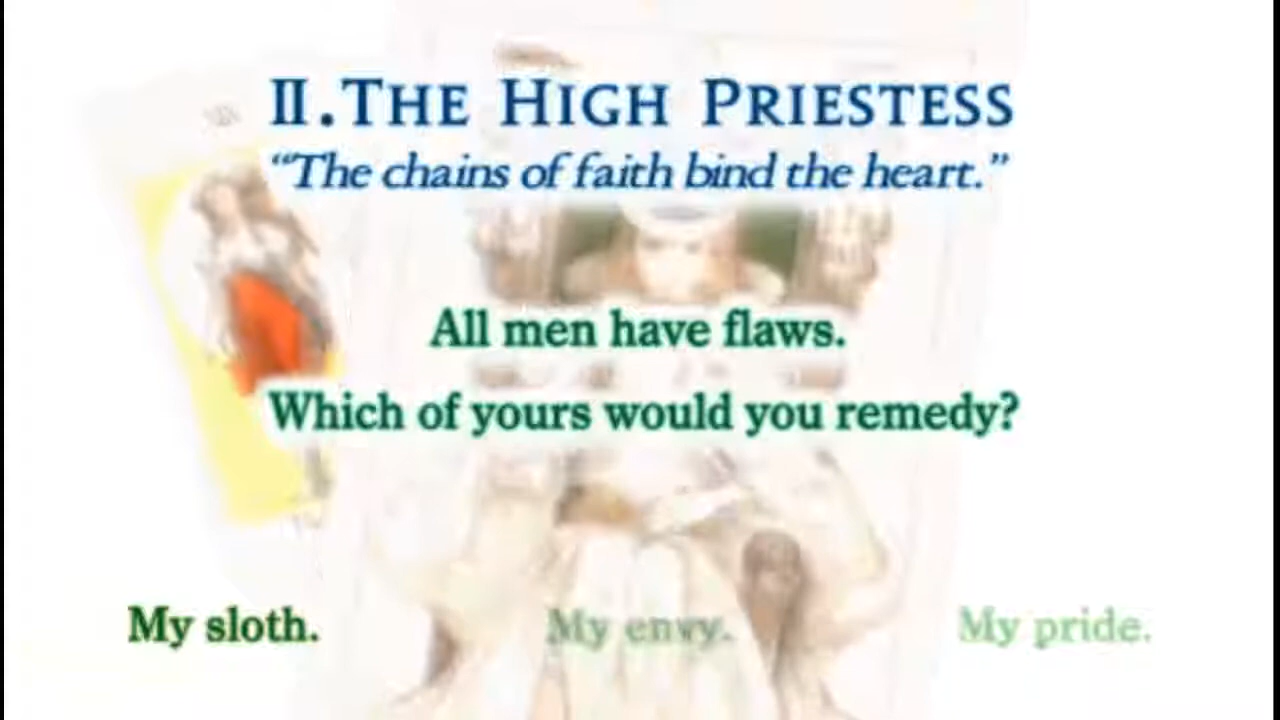 II.THE HIGH PRIESTESS
“The chains of faith bind the heart.”
All men have flaws.
Which of yours would you remedy?
My sloth. My envy. My pride.